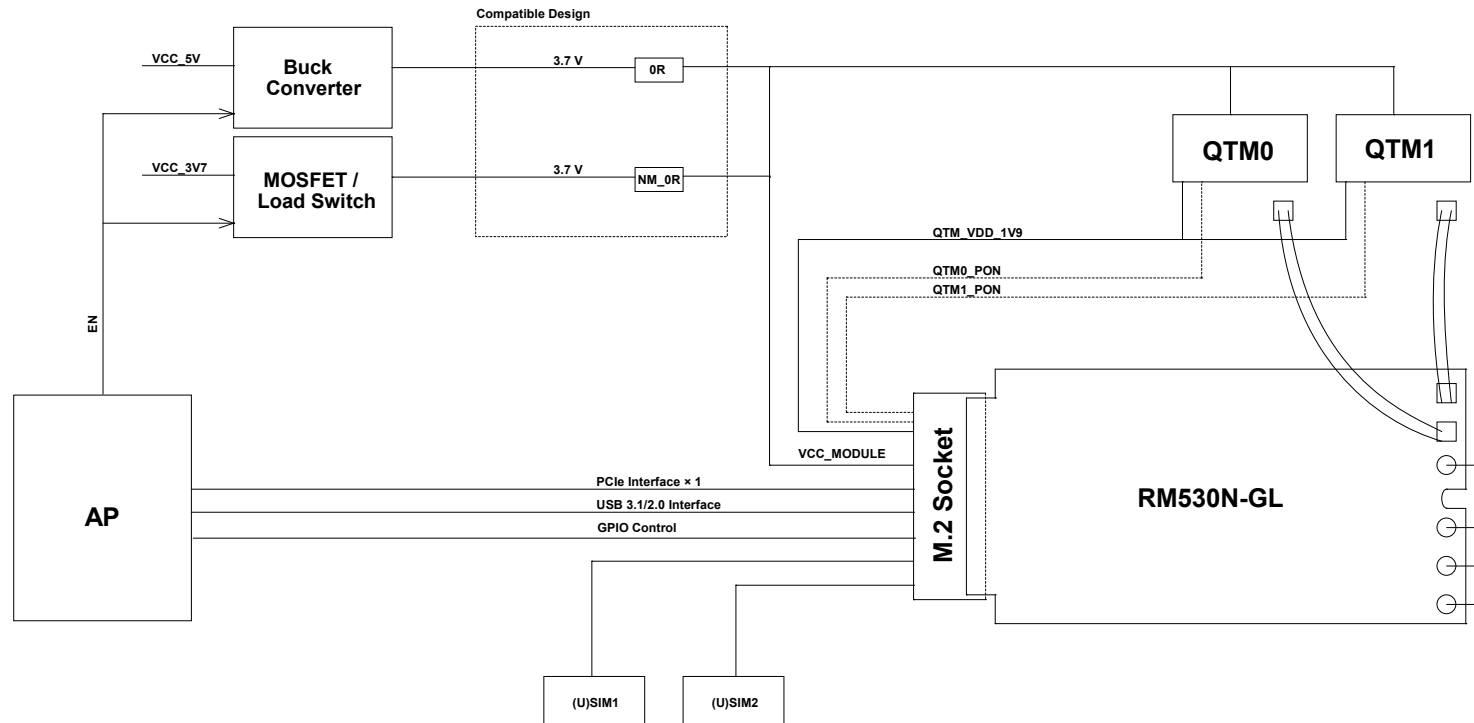 Compatible Design
VCC_5V
Buck
Converter
3.7 V
0R
VCC_3V7
MOSFET /
Load Switch
3.7 V
NM_0R
QTM0
QTM1
QTM_VDD_1V9
QTM0_PON
QTM1_PON
EN
AP
VCC_MODULE
PCIe Interface × 1
USB 3.1/2.0 Interface
GPIO Control
M.2 Socket
RM530N-GL
(U)SIM1
(U)SIM2